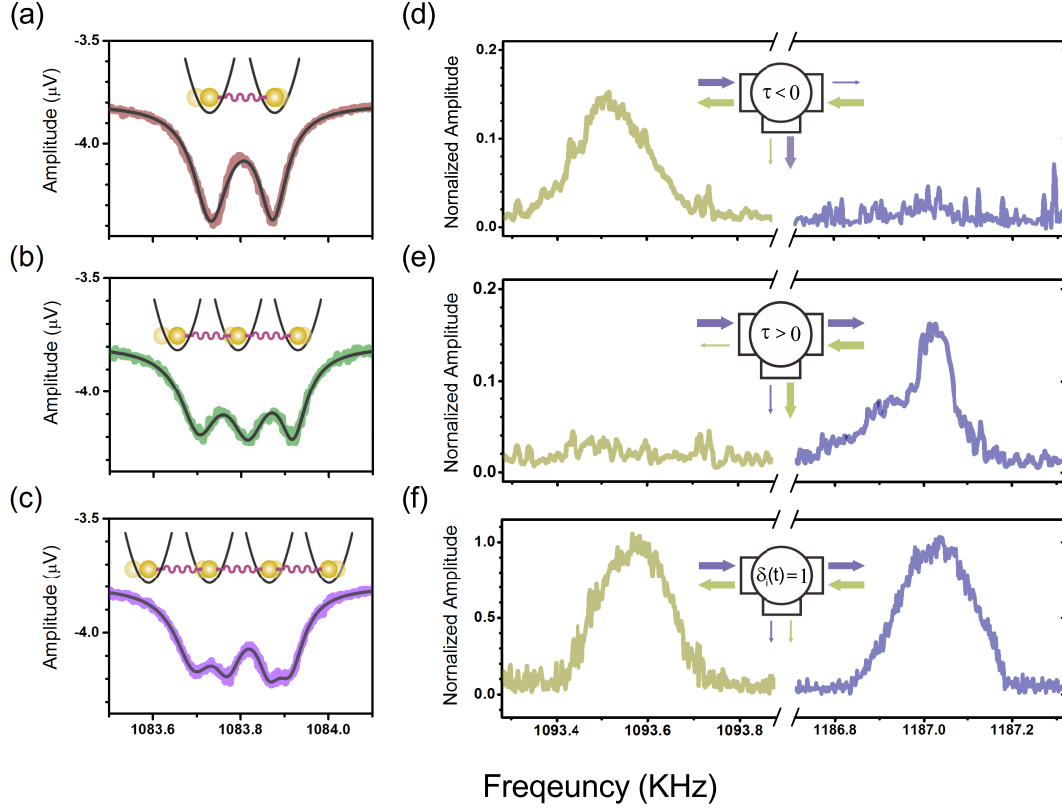 (a)
-3.5
-4.0
Amplitude (μV)
(b)
-3.5
-4.0
Amplitude (μV)
(c)
-3.5
-4.0
Amplitude (μV)
1083.6
1083.8
1084.0
(d)
0.2
0.1
0.0
Normalized Amplitude
τ < 0
(e)
0.2
0.1
0.0
Nornalized Amplitude
τ > 0
(f)
1.0
0.5
0.0
Nornalized Amplitude
δᵢ(t)=1
1093.4
1093.6
1093.8
1186.8
1187.0
1187.2
Freqeuncy (KHz)